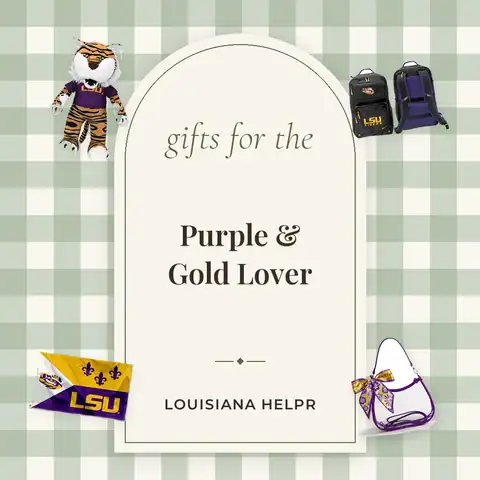 gifts for the
Purple &
Gold Lover
LOUISIANA HELPR
LSU
LSU
LSU